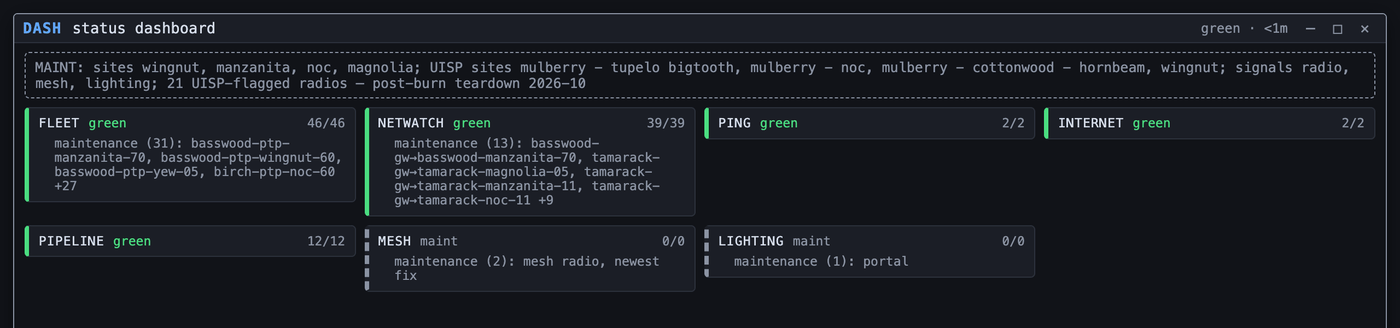 DASH status dashboard green · <1m — □ ×
MAINT: sites wingnut, manzanita, noc, magnolia; UISP sites mulberry – tupelo bigtooth, mulberry – noc, mulberry – cottonwood – hornbeam, wingnut; signals radio,
mesh, lighting; 21 UISP-flagged radios — post-burn teardown 2026-10
FLEET green 46/46
maintenance (31): basswood-ptp-
manzanita-70, basswood-ptp-wingnut-60,
basswood-ptp-yew-05, birch-ptp-noc-60
+27
NETWATCH green 39/39
maintenance (13): basswood-
gw→basswood-manzanita-70, tamarack-
gw→tamarack-magnolia-05, tamarack-
gw→tamarack-manzanita-11, tamarack-
gw→tamarack-noc-11 +9
PING green 2/2
INTERNET green 2/2
PIPELINE green 12/12
MESH maint 0/0
maintenance (2): mesh radio, newest
fix
LIGHTING maint 0/0
maintenance (1): portal